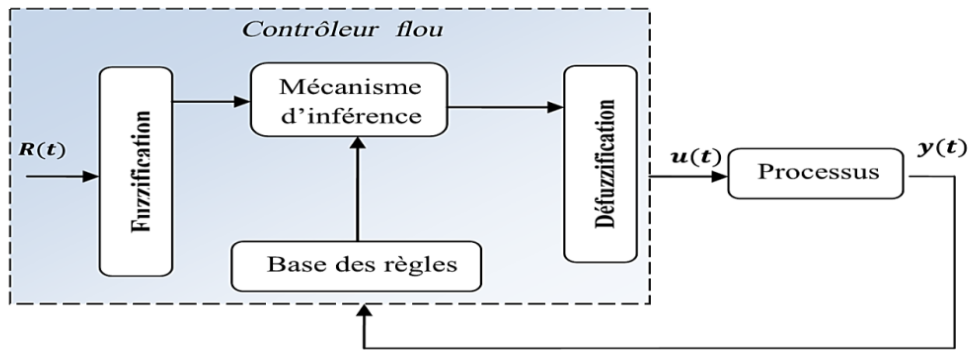 Contrôleur flou
R(t)
Fuzzification
Mécanisme
d'inférence
Base des règles
Défuzzification
u(t)
Processus
y(t)